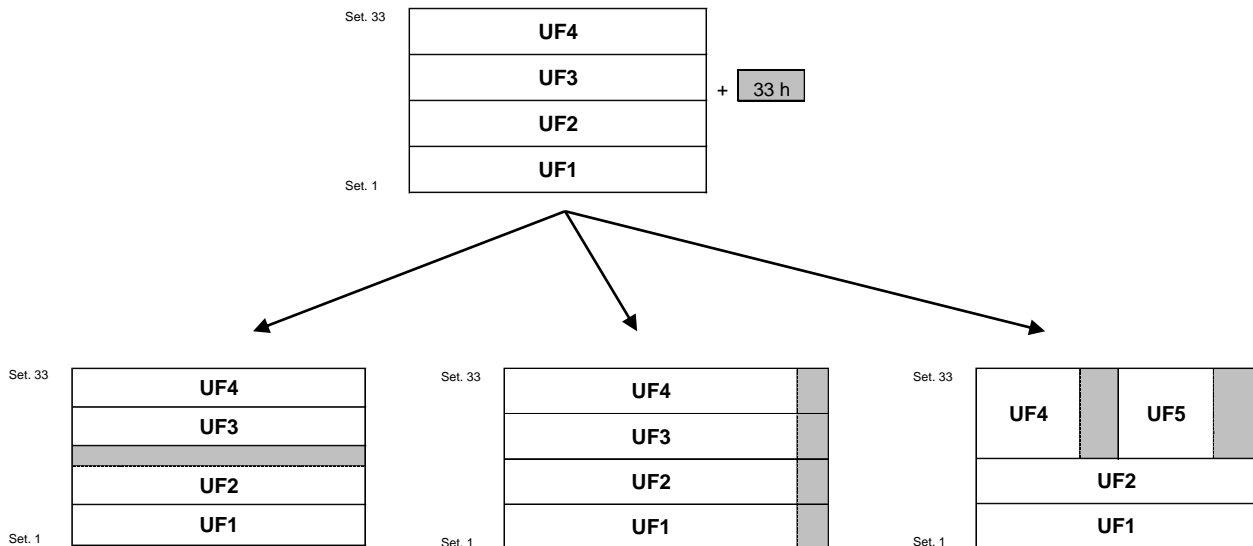 Set. 33
UF4
UF3
+ 33 h
UF2
UF1
Set. 1
Set. 33
UF4
UF3
UF2
UF1
Set. 1
Set. 33
UF4
UF3
UF2
UF1
Set. 1
Set. 33
UF4 UF5
UF2
UF1
Set. 1